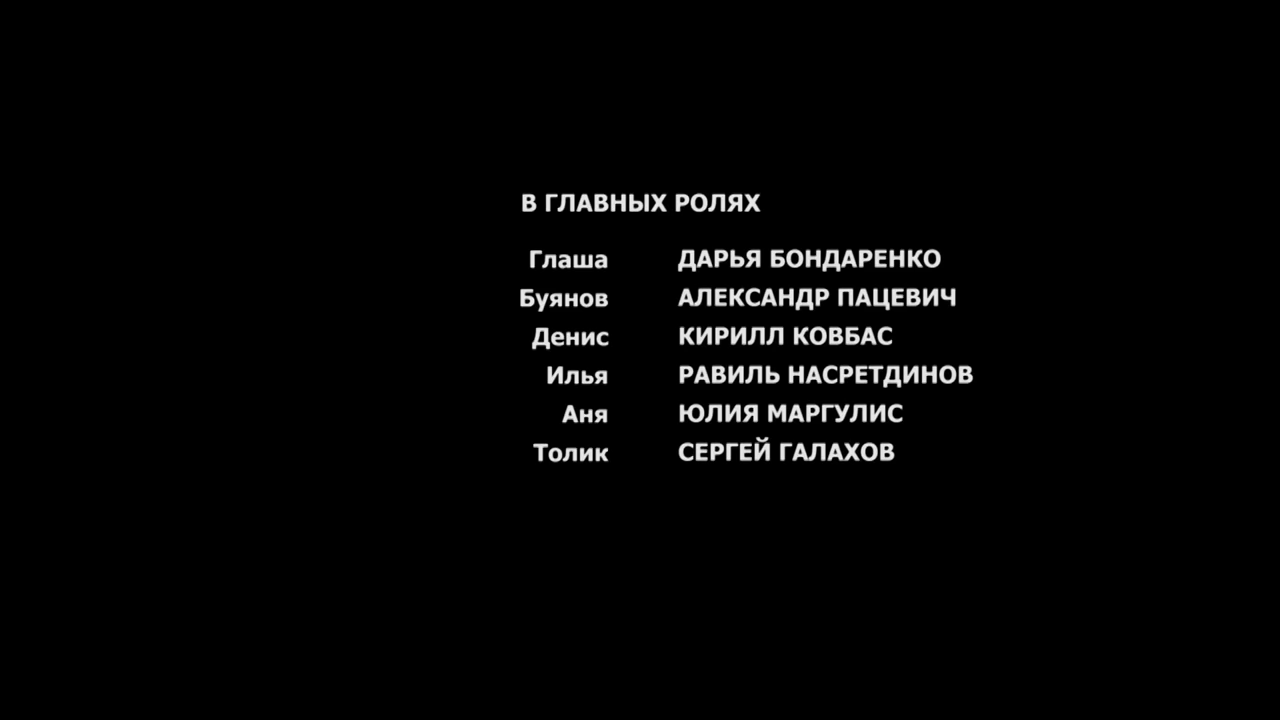 В ГЛАВНЫХ РОЛЯХ
Глаша ДАРЬЯ БОНДАРЕНКО
Буянов АЛЕКСАНДР ПАЦЕВИЧ
Денис КИРИЛЛ КОВБАС
Илья РАВИЛЬ НАСРЕТДИНОВ
Аня ЮЛИЯ МАРГУЛИС
Толик СЕРГЕЙ ГАЛАХОВ